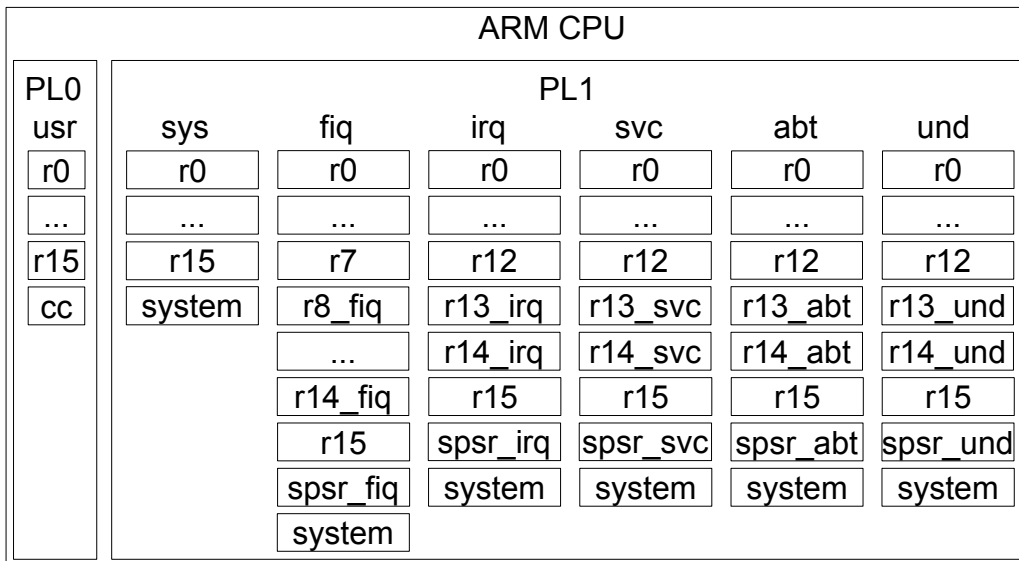 ARM CPU
PL0 PL1
usr sys fiq irq svc abt und
r0 r0 r0 r0 r0 r0 r0
... ... ... ... ... ... ...
r15 r15 r7 r12 r12 r12 r12
cc system r8_fiq r13_irq r13_svc r13_abt r13_und
... r14_irq r14_svc r14_abt r14_und
r14_fiq r15 r15 r15 r15
r15 spsr_irq spsr_svc spsr_abt spsr_und
spsr_fiq system system system system
system